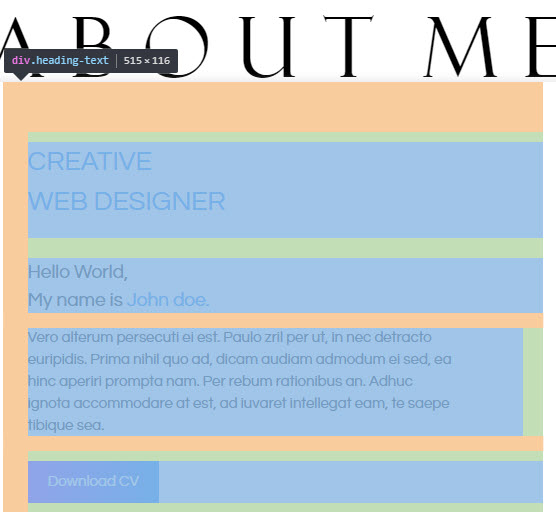 ABOUT ME
div.heading-text 515 × 116
CREATIVE
WEB DESIGNER
Hello World,
My name is John doe.
Vero alterum persecuti ei est. Paulo zril per ut, in nec detracto
euripidis. Prima nihil quo ad, dicam audiam admodum ei sed, ea
hinc aperiri prompta nam. Per rebum rationibus an. Adhuc
ignota accommodare at est, ad iuvaret intellegat eam, te saepe
tibique sea.
Download CV